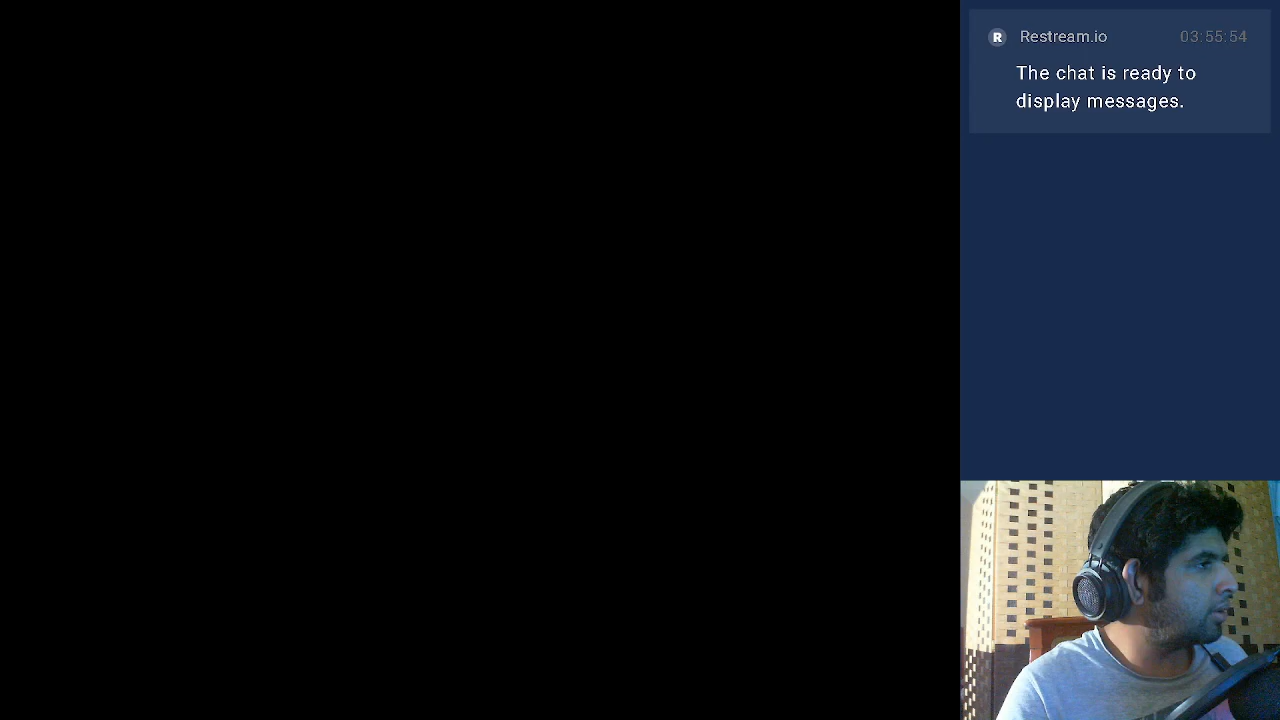 R Restream.io 03:55:54
The chat is ready to
display messages.